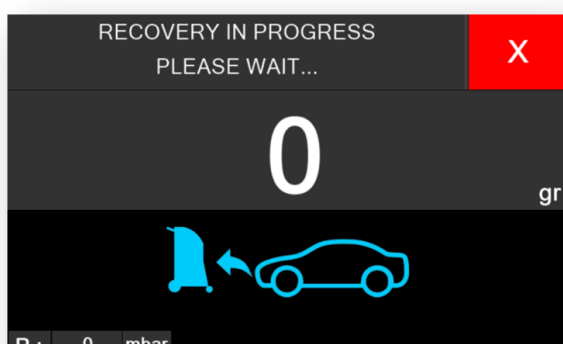 RECOVERY IN PROGRESS
PLEASE WAIT...
X
0
gr
P : 0 mbar